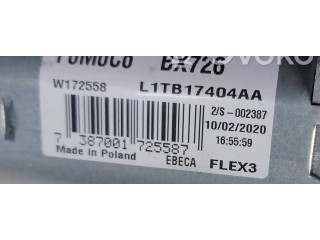 BX726
W172558 L1TB17404AA
2/S-002387
10/02/2020
16:55:59
7 387001 725587
Made in Poland EBECA FLEX3